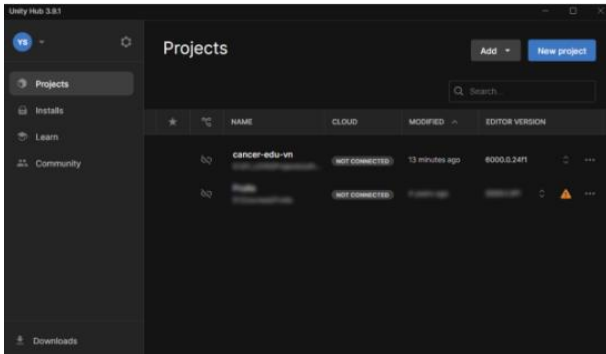 Unity Hub 3.9.1
YS
Projects
Add
New project
Projects
Search...
Installs
NAME
CLOUD
MODIFIED
EDITOR VERSION
Learn
Community
cancer-edu-vn
NOT CONNECTED
13 minutes ago
6000.0.24f1
NOT CONNECTED
Downloads